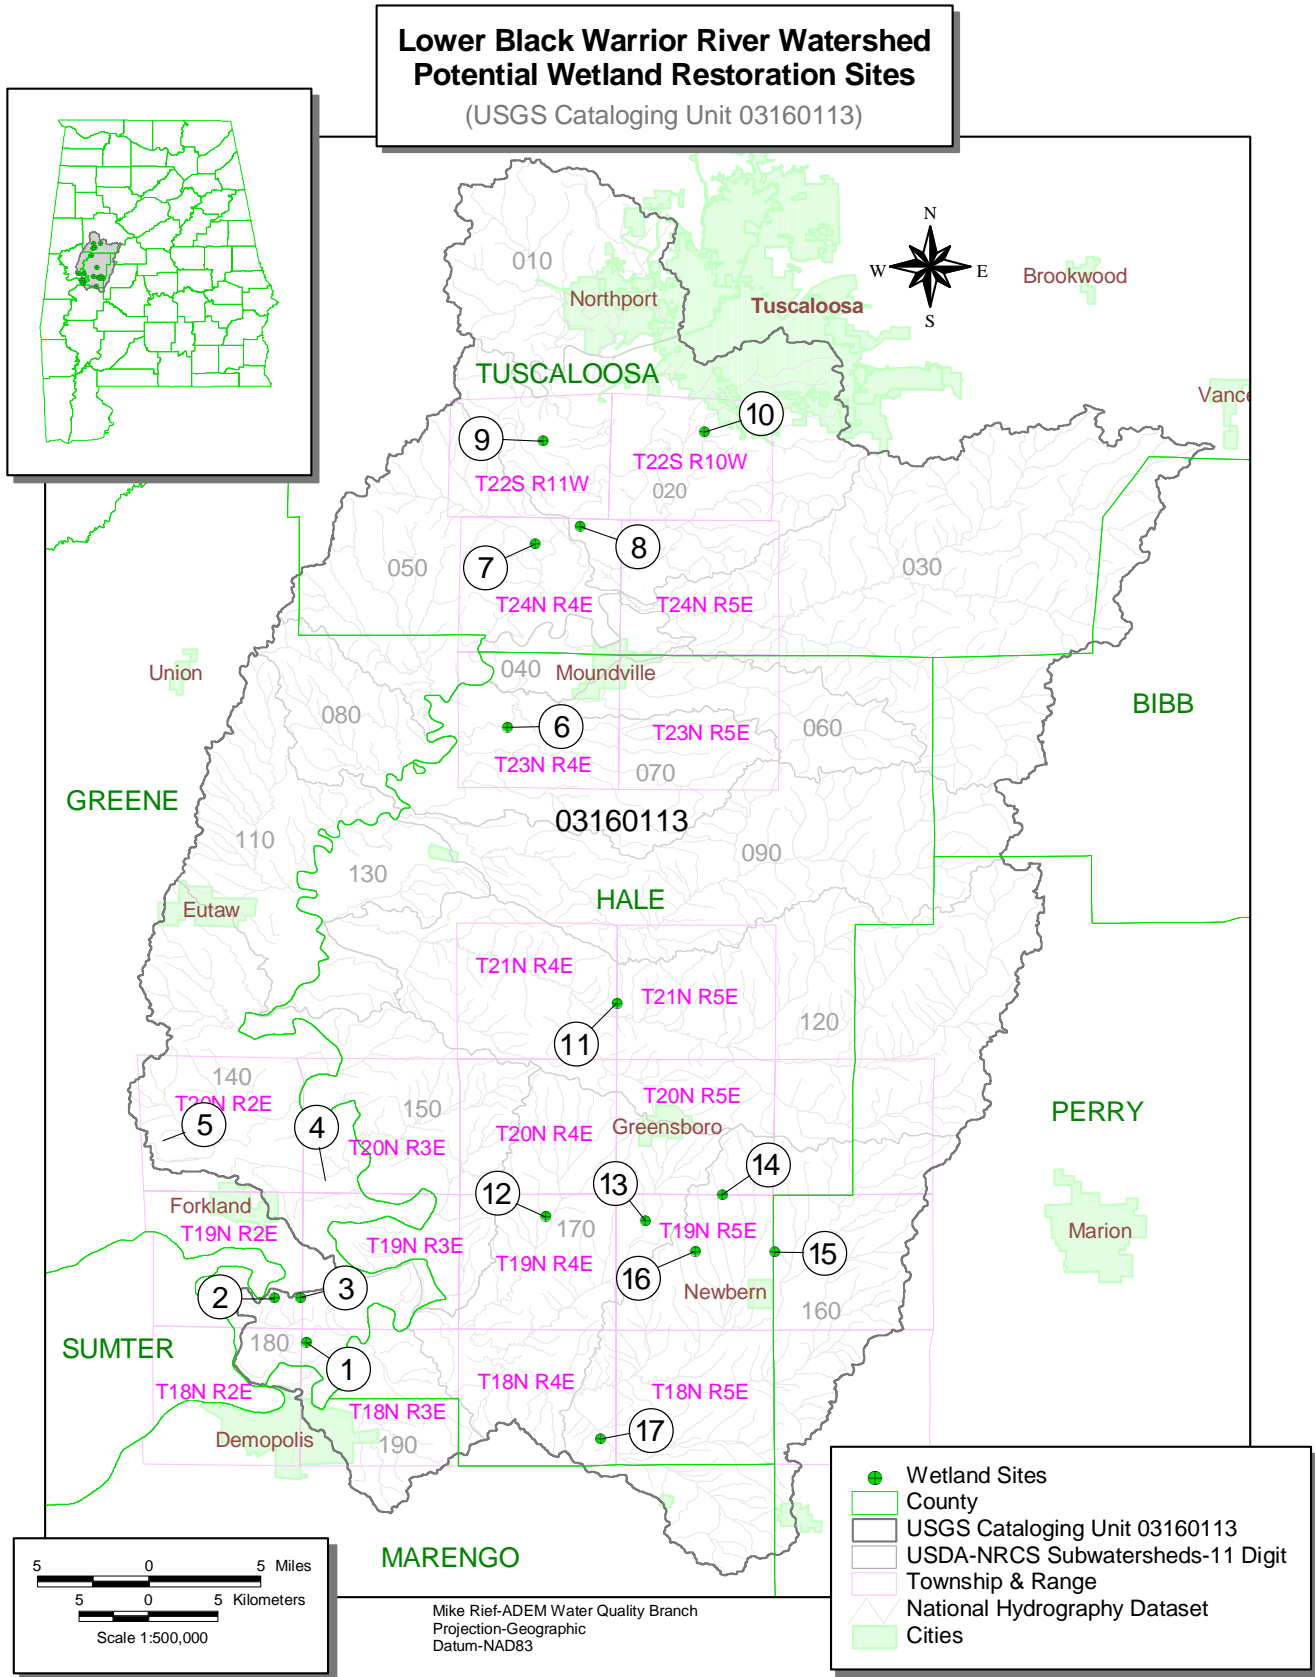 Lower Black Warrior River Watershed
Potential Wetland Restoration Sites
(USGS Cataloging Unit 03160113)
N
W
E
S
010
Northport
Tuscaloosa
Brookwood
TUSCALOOSA
Vance
10
9
T22S R10W
T22S R11W
020
8
7
050
030
T24N R4E
T24N R5E
040
Moundville
Union
BIBB
080
6
T23N R5E
060
T23N R4E
070
GREENE
03160113
110
090
130
HALE
Eutaw
T21N R4E
T21N R5E
120
11
140
T20N R2E
150
T20N R5E
PERRY
5
4
T20N R3E
T20N R4E
Greensboro
14
12
13
Forkland
T19N R2E
T19N R3E
170
T19N R5E
Marion
T19N R4E
16
15
2
3
Newbern
160
SUMTER
180
1
T18N R2E
T18N R3E
T18N R4E
T18N R5E
17
Demopolis
190
MARENGO
Wetland Sites
County
USGS Cataloging Unit 03160113
USDA-NRCS Subwatersheds-11 Digit
Township & Range
National Hydrography Dataset
Cities
5 0 5 Miles
5 0 5 Kilometers
Scale 1:500,000
Mike Rief-ADEM Water Quality Branch
Projection-Geographic
Datum-NAD83